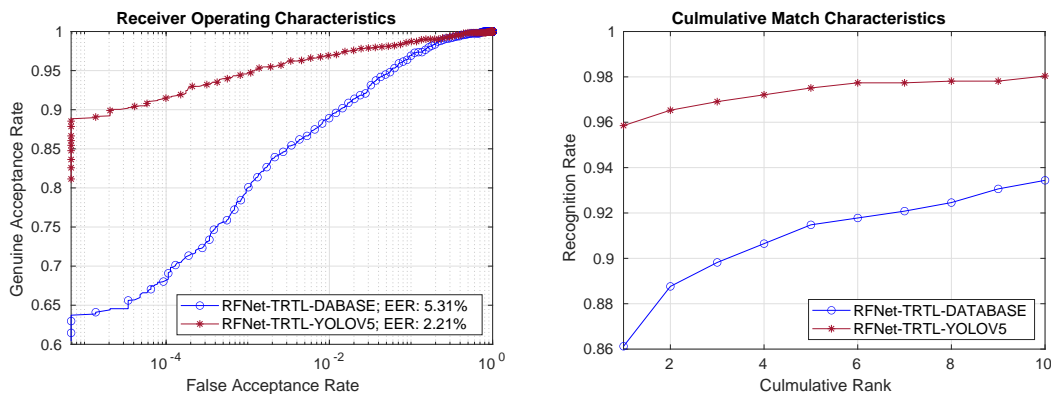 Receiver Operating Characteristics
1
0.95
0.9
0.85
0.8
0.75
0.7
0.65
0.6
Genuine Acceptance Rate
RFNet-TRTL-DABASE; EER: 5.31%
RFNet-TRTL-YOLOV5; EER: 2.21%
10^-4
10^-2
10^0
False Acceptance Rate
Culmulative Match Characteristics
1
0.98
0.96
0.94
0.92
0.9
0.88
0.86
Recognition Rate
RFNet-TRTL-DATABASE
RFNet-TRTL-YOLOV5
2
4
6
8
10
Culmulative Rank